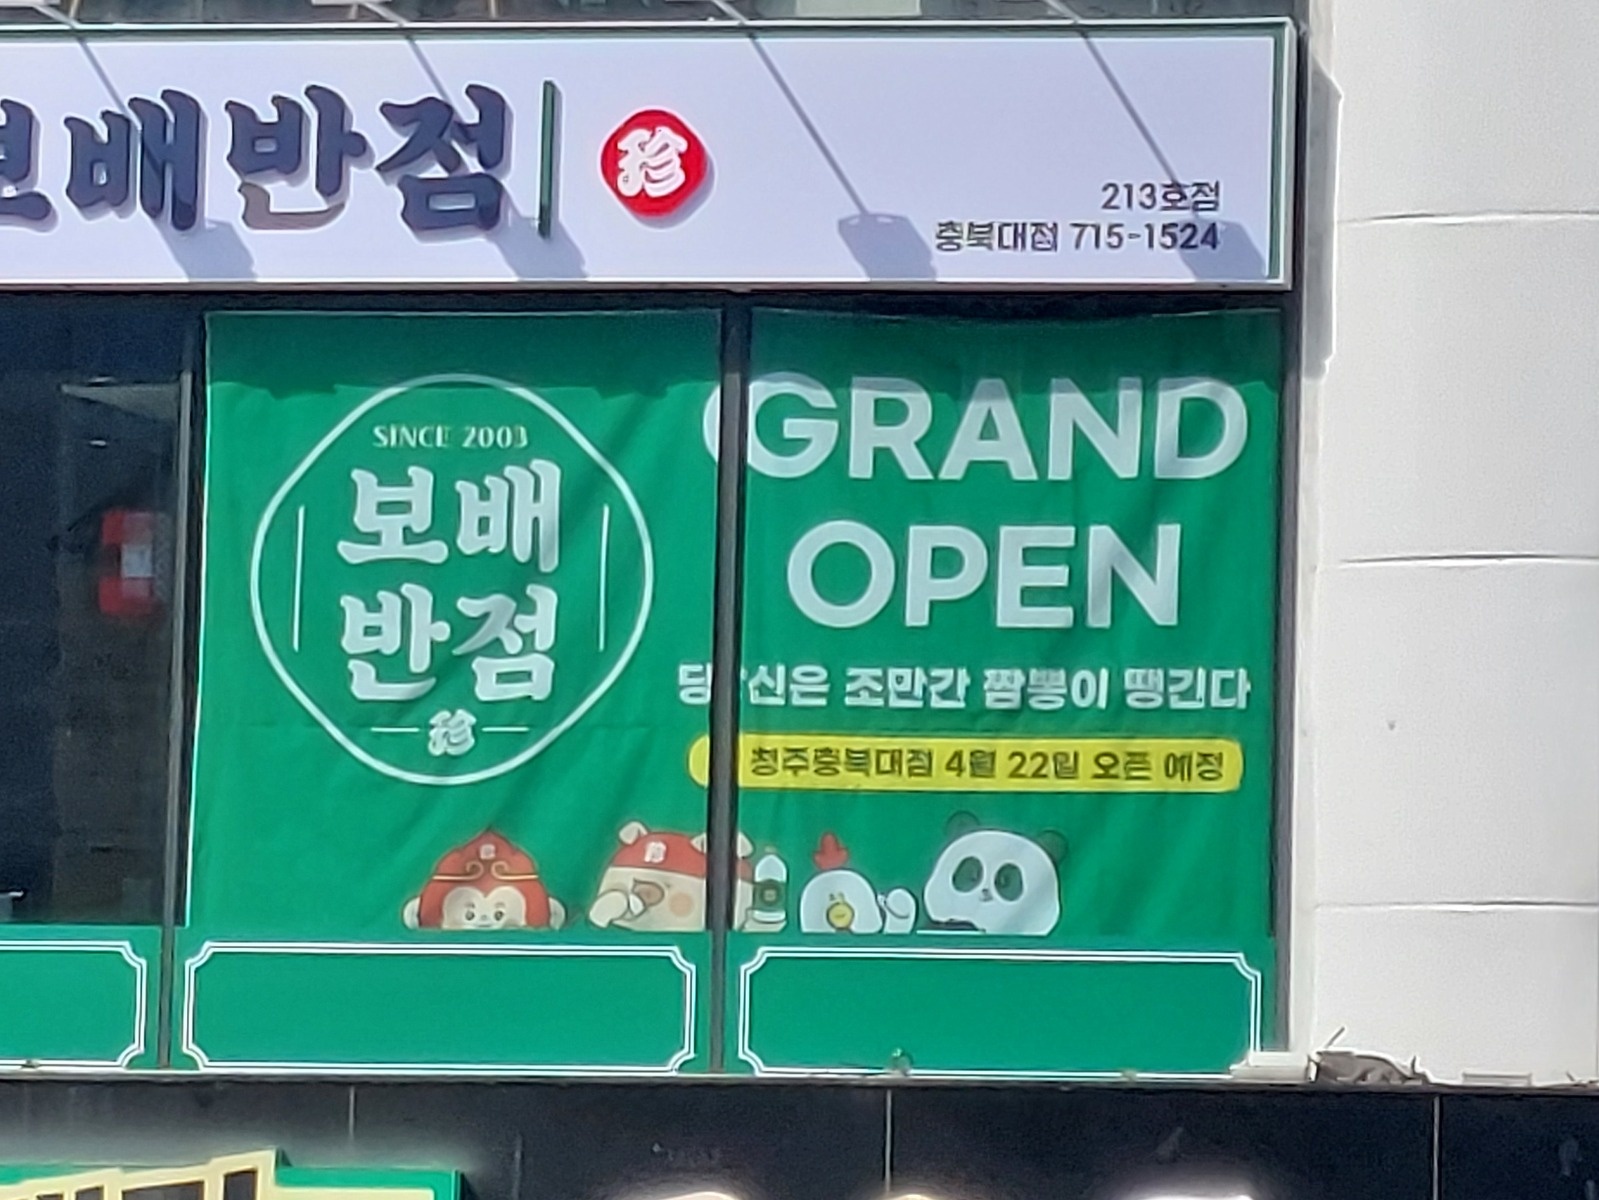 보배반점 珍
213호점
충북대점 715-1524
SINCE 2003
보배
반점
珍
GRAND
OPEN
당신은 조만간 짬뽕이 땡긴다
청주충북대점 4월 22일 오픈 예정